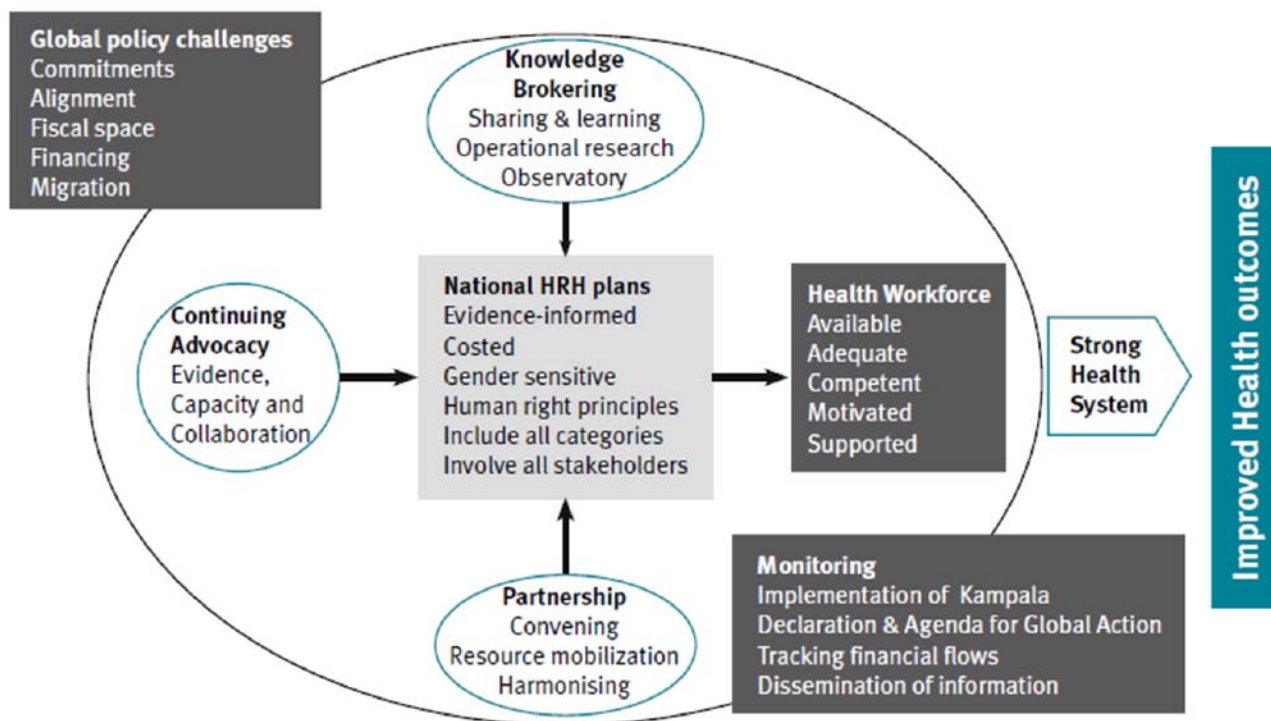 Global policy challenges
Commitments
Alignment
Fiscal space
Financing
Migration
Knowledge
Brokering
Sharing & learning
Operational research
Observatory
Continuing
Advocacy
Evidence,
Capacity and
Collaboration
National HRH plans
Evidence-informed
Costed
Gender sensitive
Human right principles
Include all categories
Involve all stakeholders
Health Workforce
Available
Adequate
Competent
Motivated
Supported
Strong
Health
System
Improved Health outcomes
Partnership
Convening
Resource mobilization
Harmonising
Monitoring
Implementation of Kampala
Declaration & Agenda for Global Action
Tracking financial flows
Dissemination of information